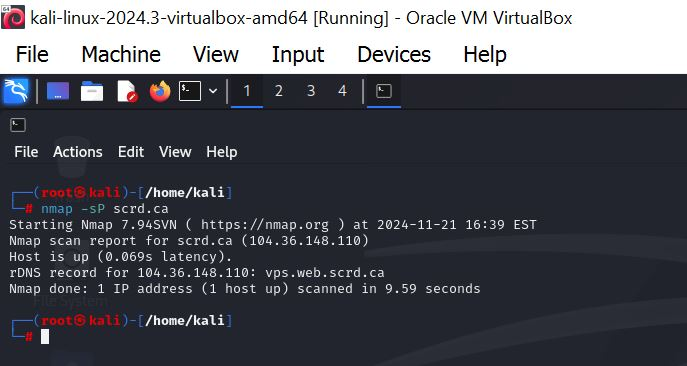 64
kali-linux-2024.3-virtualbox-amd64 [Running] - Oracle VM VirtualBox
File Machine View Input Devices Help
1 2 3 4
File Actions Edit View Help
┌──(root㉿kali)-[/home/kali]
└─# nmap -sP scrd.ca
Starting Nmap 7.94SVN ( https://nmap.org ) at 2024-11-21 16:39 EST
Nmap scan report for scrd.ca (104.36.148.110)
Host is up (0.069s latency).
rDNS record for 104.36.148.110: vps.web.scrd.ca
Nmap done: 1 IP address (1 host up) scanned in 9.59 seconds
File System
┌──(root㉿kali)-[/home/kali]
└─#